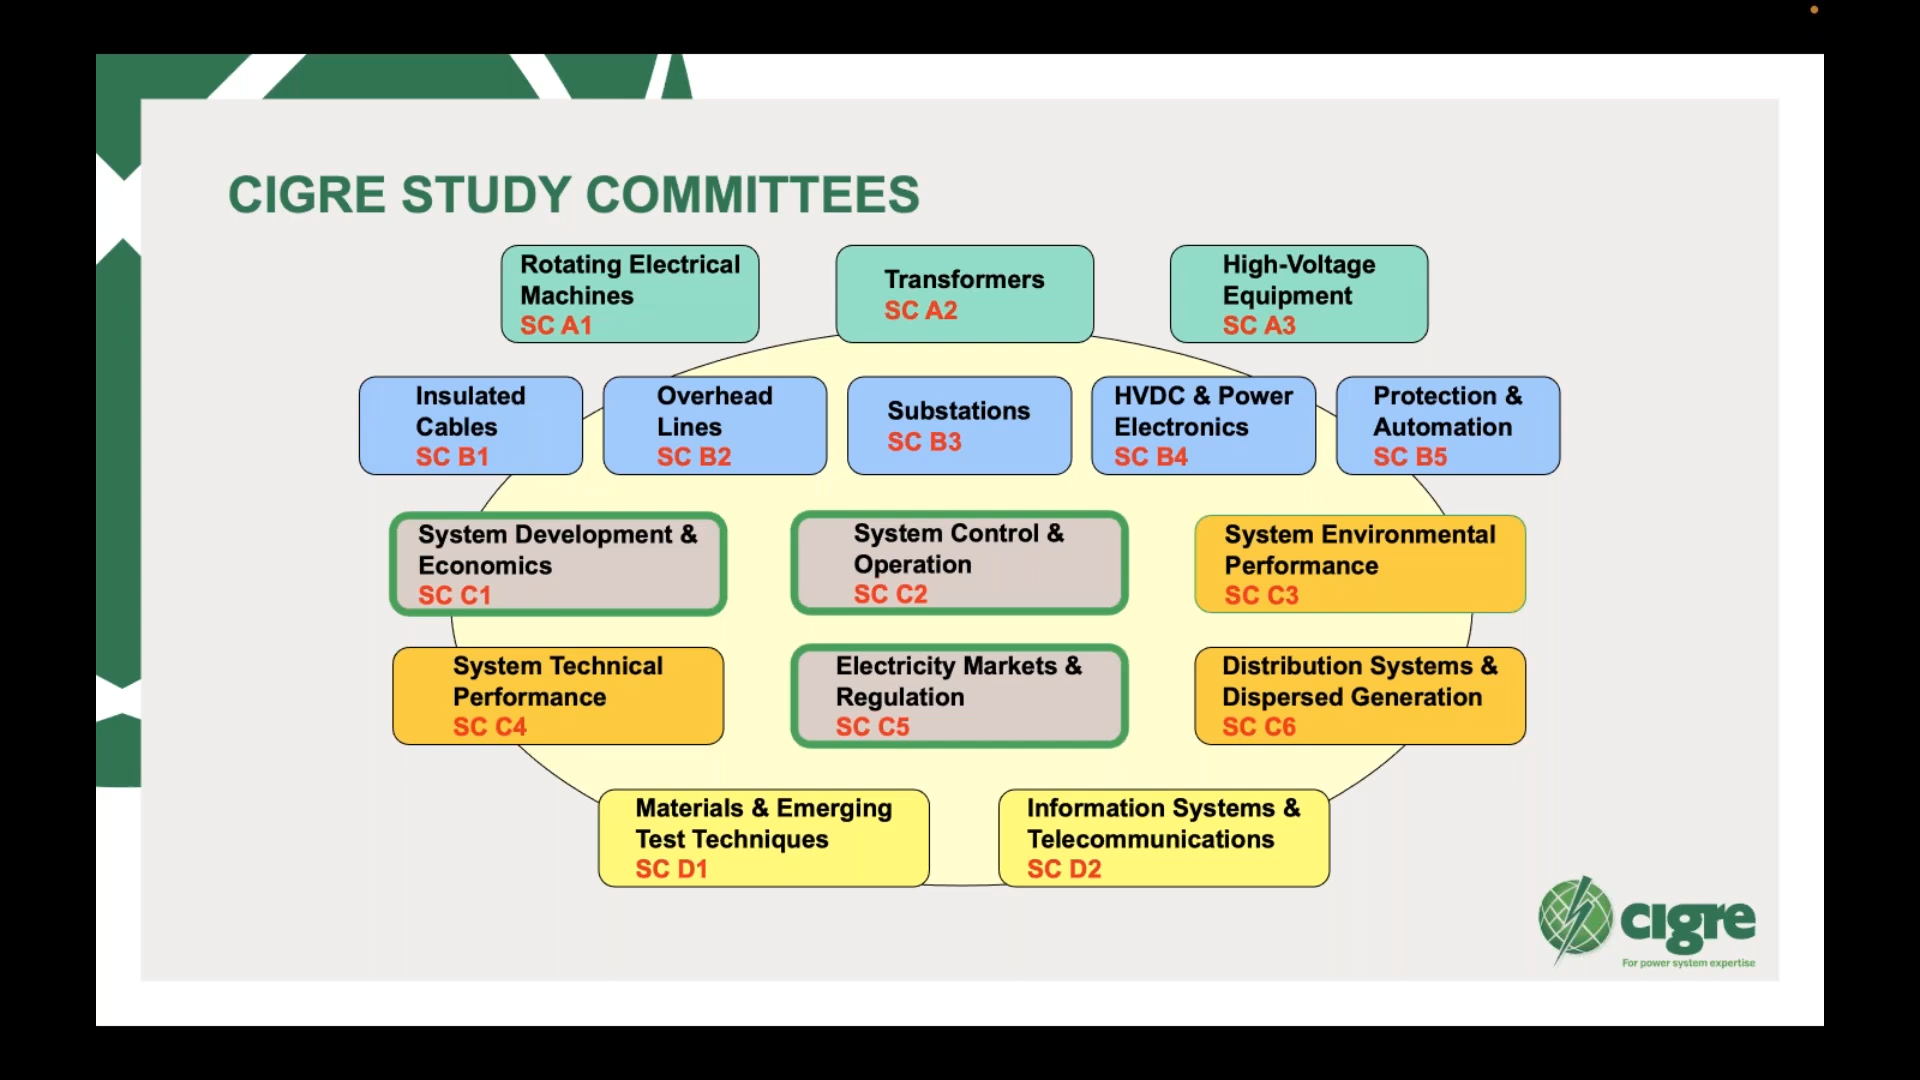 CIGRE STUDY COMMITTEES
Rotating Electrical
Machines
SC A1
Transformers
SC A2
High-Voltage
Equipment
SC A3
Insulated
Cables
SC B1
Overhead
Lines
SC B2
Substations
SC B3
HVDC & Power
Electronics
SC B4
Protection &
Automation
SC B5
System Development &
Economics
SC C1
System Control &
Operation
SC C2
System Environmental
Performance
SC C3
System Technical
Performance
SC C4
Electricity Markets &
Regulation
SC C5
Distribution Systems &
Dispersed Generation
SC C6
Materials & Emerging
Test Techniques
SC D1
Information Systems &
Telecommunications
SC D2
cigre
For power system expertise